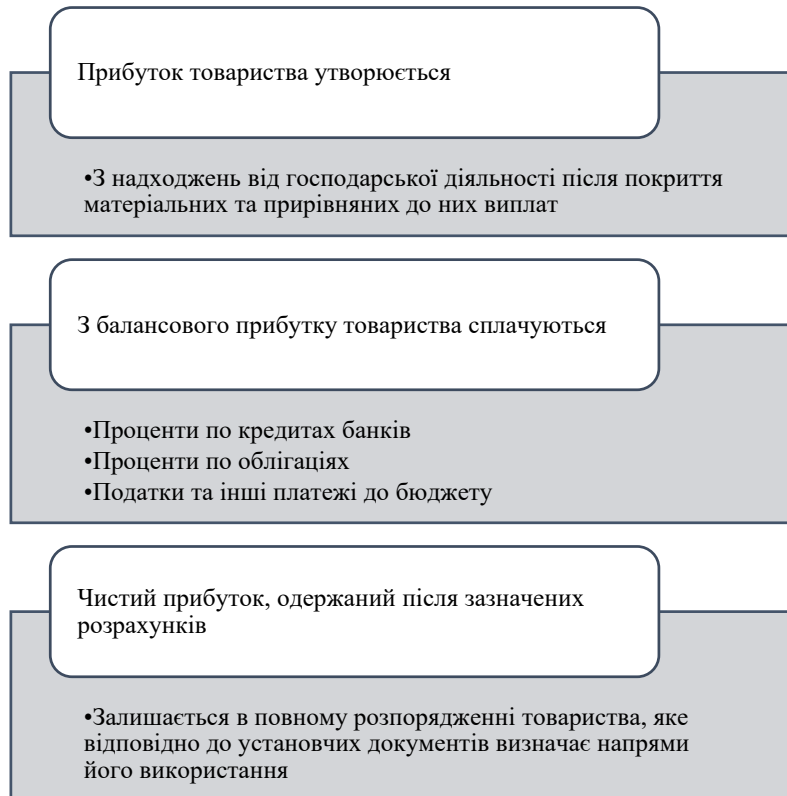 Прибуток товариства утворюється
•З надходжень від господарської діяльності після покриття
матеріальних та прирівняних до них виплат
З балансового прибутку товариства сплачуються
•Проценти по кредитах банків
•Проценти по облігаціях
•Податки та інші платежі до бюджету
Чистий прибуток, одержаний після зазначених
розрахунків
•Залишається в повному розпорядженні товариства, яке
відповідно до установчих документів визначає напрями
його використання